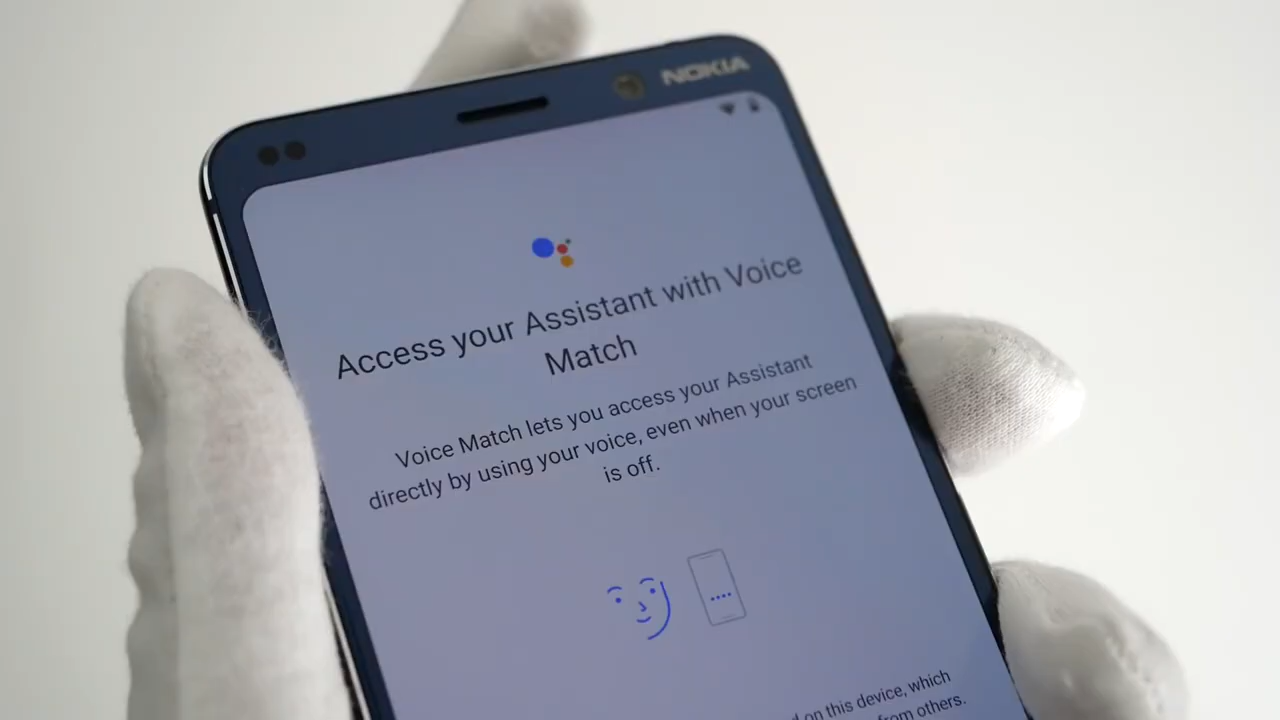 NOKIA
Access your Assistant with Voice
Match
Voice Match lets you access your Assistant
directly by using your voice, even when your screen
is off.
on this device, which
from others.